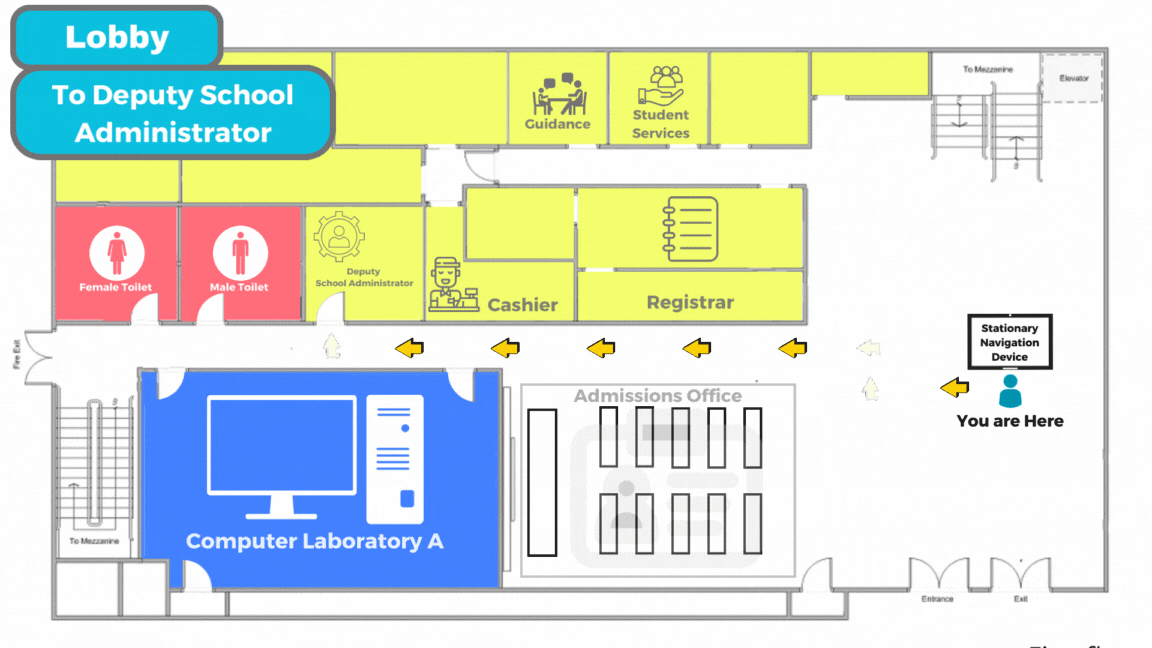 Lobby
To Deputy School
Administrator
To Mezzanine
Elevator
Guidance
Student
Services
Female Toilet
Male Toilet
Deputy
School Administrator
Cashier
Registrar
Fire Exit
Stationary
Navigation
Device
You are Here
Admissions Office
Computer Laboratory A
To Mezzanine
Entrance
Exit